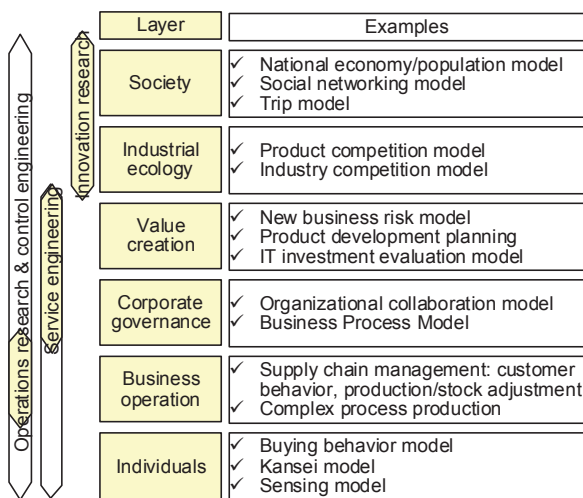 Operations research & control engineering
Service engineering
Innovation research
Layer
Examples
Society
✓ National economy/population model
✓ Social networking model
✓ Trip model
Industrial
ecology
✓ Product competition model
✓ Industry competition model
Value
creation
✓ New business risk model
✓ Product development planning
✓ IT investment evaluation model
Corporate
governance
✓ Organizational collaboration model
✓ Business Process Model
Business
operation
✓ Supply chain management: customer
behavior, production/stock adjustment
✓ Complex process production
Individuals
✓ Buying behavior model
✓ Kansei model
✓ Sensing model